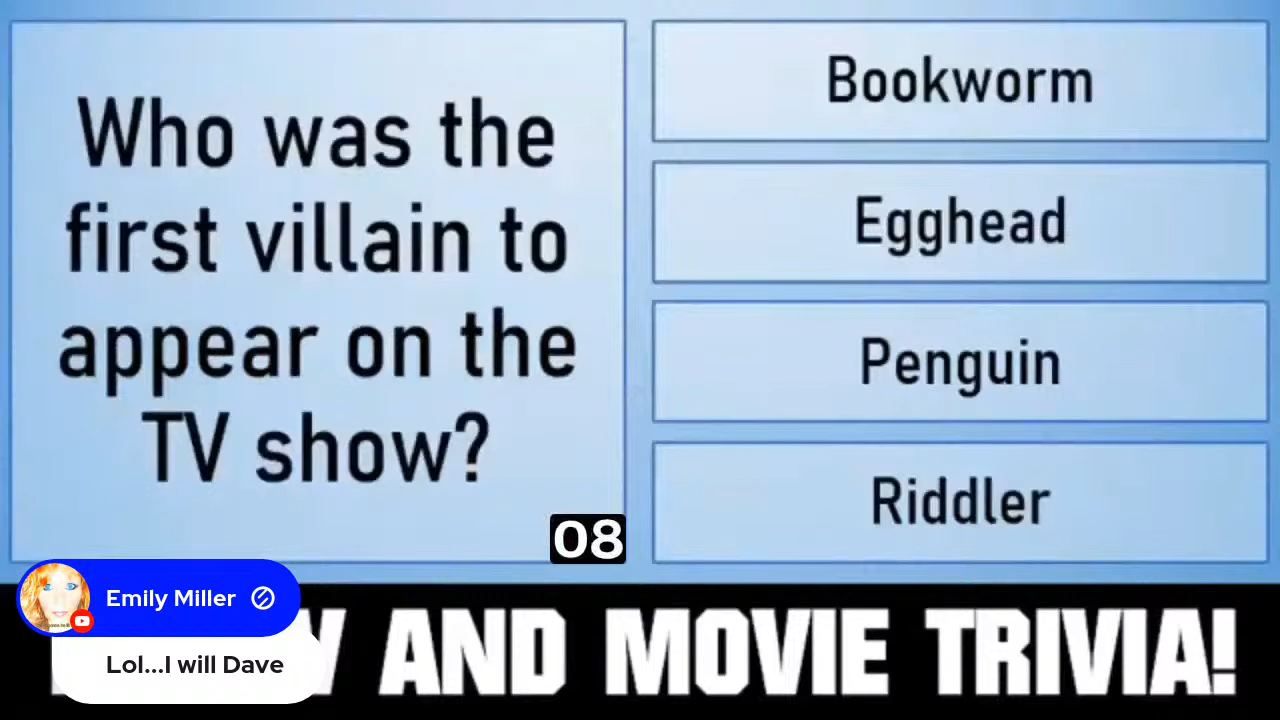 Who was the
first villain to
appear on the
TV show?
08
Bookworm
Egghead
Penguin
Riddler
Emily Miller
Lol...I will Dave
AND MOVIE TRIVIA!